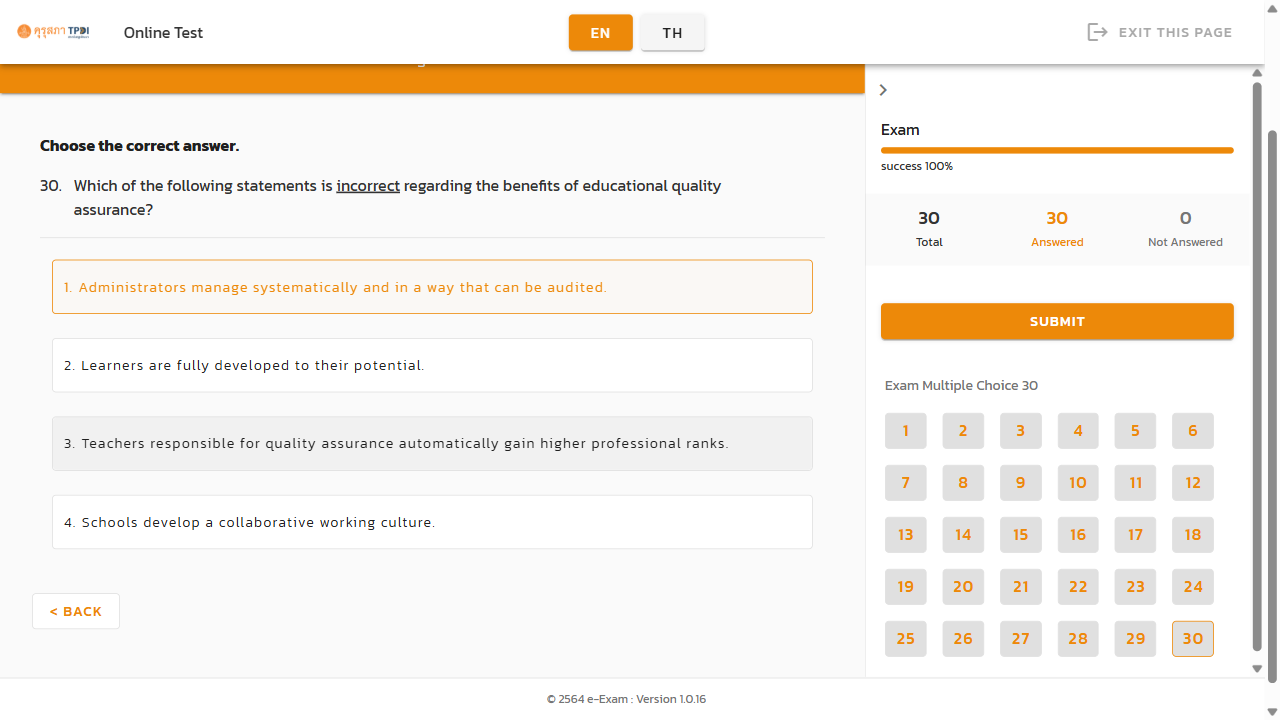 คุรุสภา TPDI
Online Test
EN
TH
EXIT THIS PAGE
Choose the correct answer.
30. Which of the following statements is incorrect regarding the benefits of educational quality
assurance?
1. Administrators manage systematically and in a way that can be audited.
2. Learners are fully developed to their potential.
3. Teachers responsible for quality assurance automatically gain higher professional ranks.
4. Schools develop a collaborative working culture.
< BACK
Exam
success 100%
30 30 0
Total Answered Not Answered
SUBMIT
Exam Multiple Choice 30
1 2 3 4 5 6
7 8 9 10 11 12
13 14 15 16 17 18
19 20 21 22 23 24
25 26 27 28 29 30
© 2564 e-Exam : Version 1.0.16